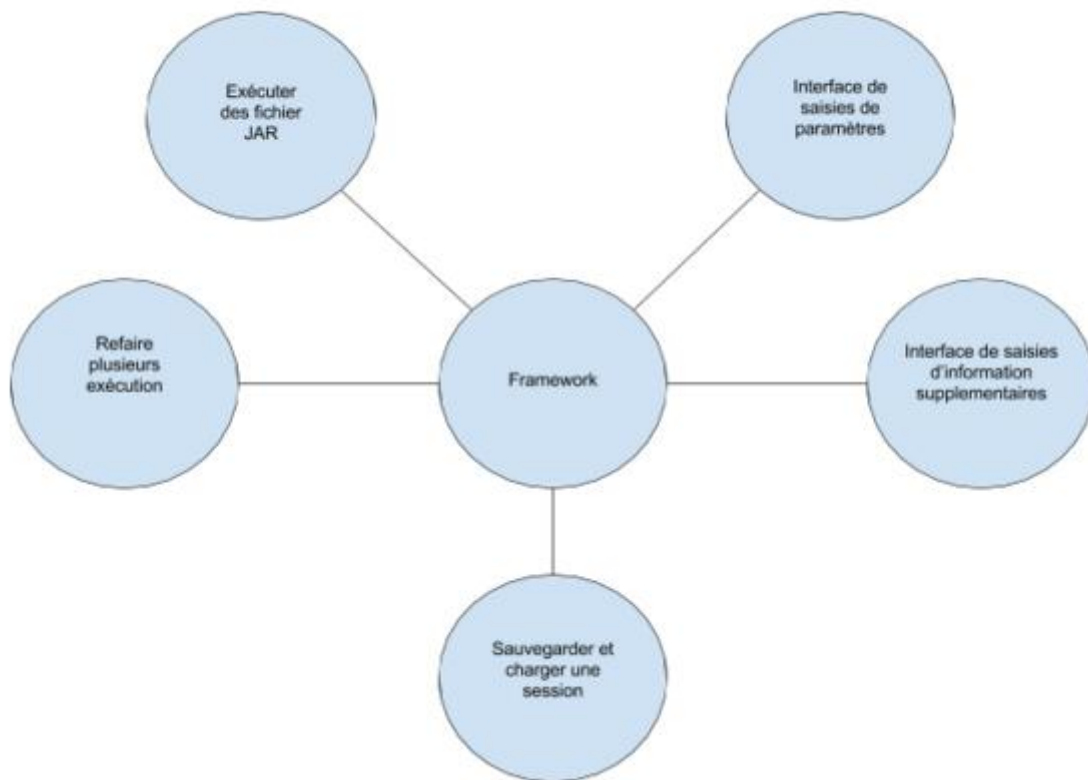 Exécuter
des fichier
JAR
Interface de
saisies de
paramètres
Refaire
plusieurs
exécution
Framework
Interface de saisies
d'information
supplementaires
Sauvegarder et
charger une
session